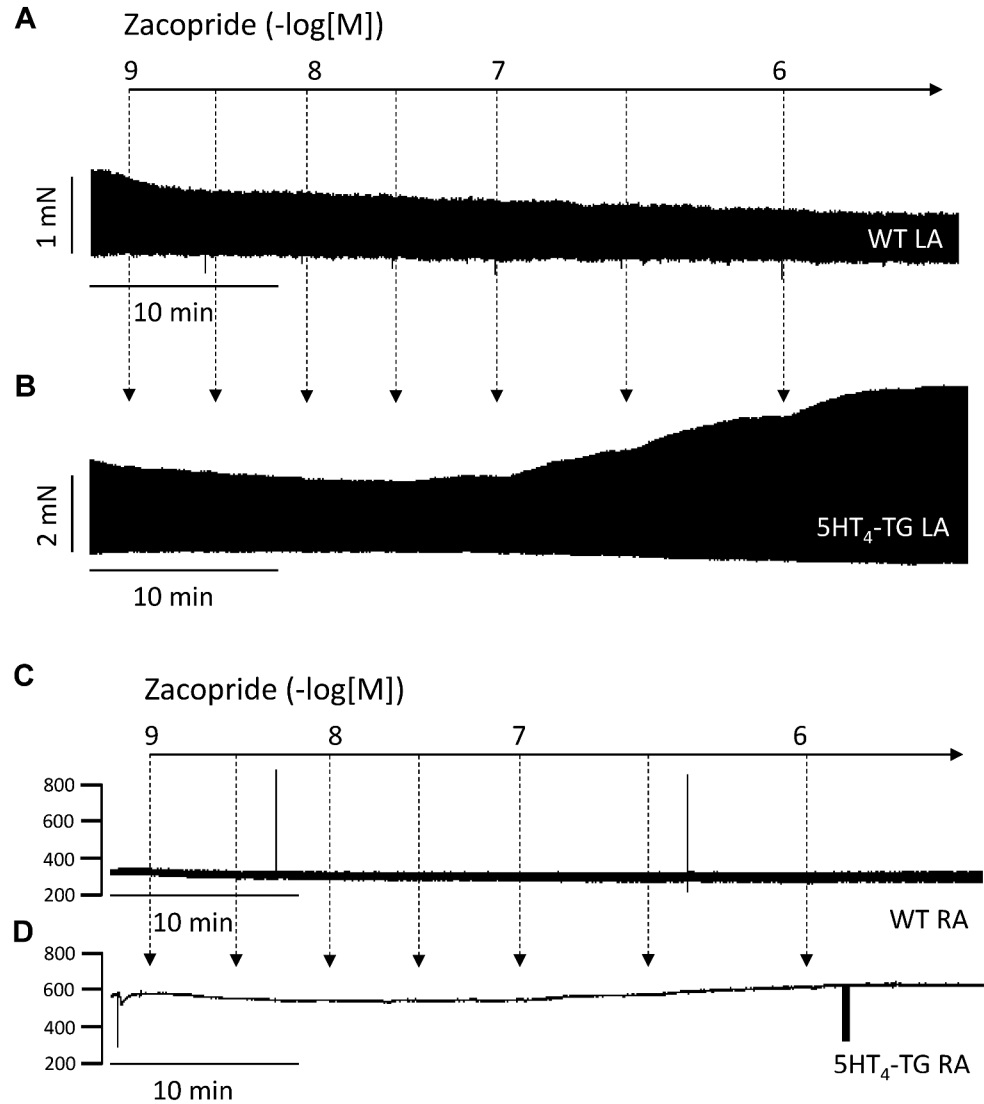 A
Zacopride (-log[M])
9 8 7 6
1 mN
WT LA
10 min
B
2 mN
5HT₄-TG LA
10 min
C
Zacopride (-log[M])
9 8 7 6
800
600
400
200
10 min
WT RA
D
800
600
400
200
10 min
5HT₄-TG RA